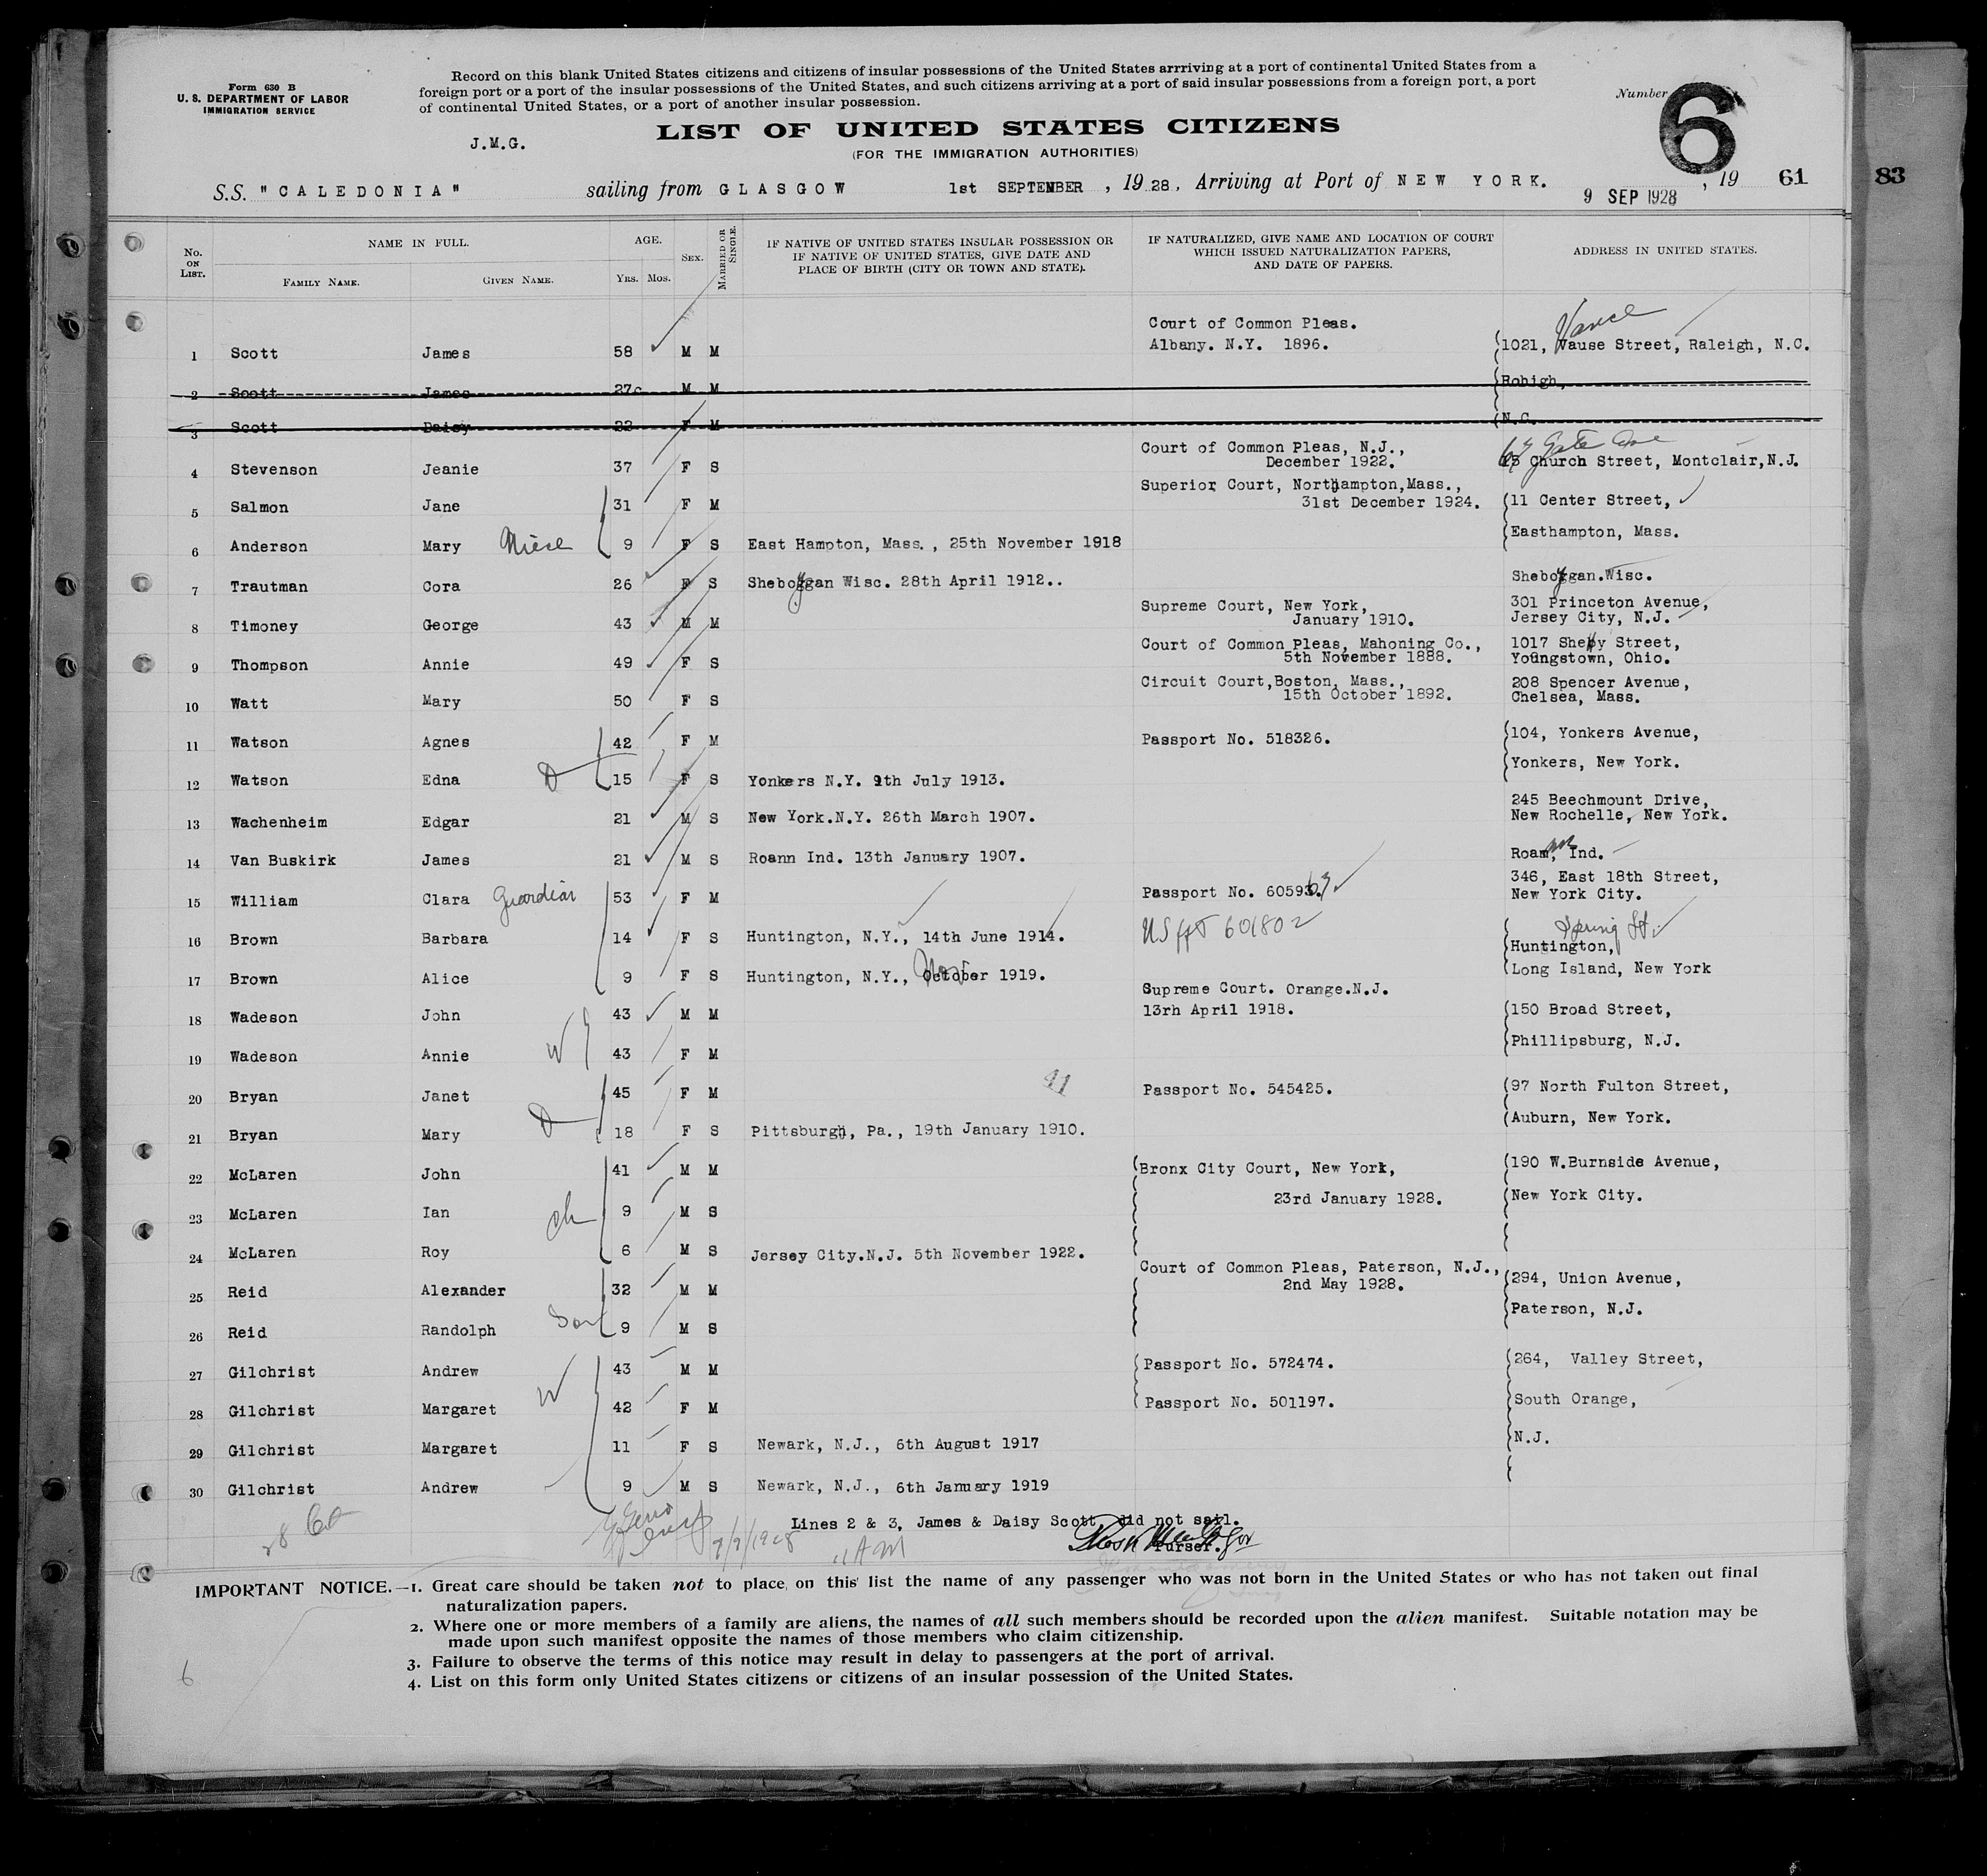 Form 630 B
U. S. DEPARTMENT OF LABOR
IMMIGRATION SERVICE
Record on this blank United States citizens and citizens of insular possessions of the United States arrriving at a port of continental United States from a
foreign port or a port of the insular possessions of the United States, and such citizens arriving at a port of said insular possessions from a foreign port, a port
of continental United States, or a port of another insular possession.
Number 6
J.M.G.
LIST OF UNITED STATES CITIZENS
(FOR THE IMMIGRATION AUTHORITIES)
S.S. "CALEDONIA" sailing from GLASGOW 1st SEPTEMBER, 1928, Arriving at Port of NEW YORK. 9 SEP 1928, 19 61 83
No. ON LIST. NAME IN FULL. FAMILY NAME. GIVEN NAME. AGE. YRS. MOS. SEX. MARRIED OR SINGLE. IF NATIVE OF UNITED STATES INSULAR POSSESSION OR IF NATIVE OF UNITED STATES, GIVE DATE AND PLACE OF BIRTH (CITY OR TOWN AND STATE). IF NATURALIZED, GIVE NAME AND LOCATION OF COURT WHICH ISSUED NATURALIZATION PAPERS, AND DATE OF PAPERS. ADDRESS IN UNITED STATES.
1 Scott James 58 M M Court of Common Pleas. Albany. N.Y. 1896. 1021, Vause Street, Raleigh, N.C. Vance
2 Scott James 27 M M Rohigh,
3 Scott Daisy 22 F M N.C.
4 Stevenson Jeanie 37 F S Court of Common Pleas, N.J., December 1922. 15 Church Street, Montclair,N.J.
5 Salmon Jane 31 F M Superior Court, Northampton,Mass., 31st December 1924. 11 Center Street,
6 Anderson Mary Niece 9 F S East Hampton, Mass., 25th November 1918 Easthampton, Mass.
7 Trautman Cora 26 F S Sheboygan Wisc. 28th April 1912.. Sheboygan.Wisc.
8 Timoney George 43 M M Supreme Court, New York, January 1910. 301 Princeton Avenue, Jersey City, N.J.
9 Thompson Annie 49 F S Court of Common Pleas, Mahoning Co., 5th November 1888. 1017 Shehy Street, Youngstown, Ohio.
10 Watt Mary 50 F S Circuit Court,Boston, Mass., 15th October 1892. 208 Spencer Avenue, Chelsea, Mass.
11 Watson Agnes 42 F M Passport No. 518326. 104, Yonkers Avenue,
12 Watson Edna D 15 F S Yonkers N.Y. 9th July 1913. Yonkers, New York.
13 Wachenheim Edgar 21 M S New York.N.Y. 26th March 1907. 245 Beechmount Drive, New Rochelle, New York.
14 Van Buskirk James 21 M S Roann Ind. 13th January 1907. Roann, Ind.
15 William Clara Guardian 53 F M Passport No. 605936. 346, East 18th Street, New York City.
16 Brown Barbara 14 F S Huntington, N.Y., 14th June 1914. US ppt 601802 Spring St. Huntington,
17 Brown Alice 9 F S Huntington, N.Y., October 1919. Nov Long Island, New York
18 Wadeson John 43 M M Supreme Court. Orange.N.J. 13rh April 1918. 150 Broad Street,
19 Wadeson Annie W 43 F M Phillipsburg, N.J.
20 Bryan Janet 45 F M 41 Passport No. 545425. 97 North Fulton Street,
21 Bryan Mary D 18 F S Pittsburgh, Pa., 19th January 1910. Auburn, New York.
22 McLaren John 41 M M Bronx City Court, New York, 190 W.Burnside Avenue,
23 McLaren Ian ch 9 M S 23rd January 1928. New York City.
24 McLaren Roy 6 M S Jersey City.N.J. 5th November 1922.
25 Reid Alexander 32 M M Court of Common Pleas, Paterson, N.J., 2nd May 1928. 294, Union Avenue,
26 Reid Randolph Son 9 M S Paterson, N.J.
27 Gilchrist Andrew 43 M M Passport No. 572474. 264, Valley Street,
28 Gilchrist Margaret W 42 F M Passport No. 501197. South Orange,
29 Gilchrist Margaret 11 F S Newark, N.J., 6th August 1917 N.J.
30 Gilchrist Andrew 9 M S Newark, N.J., 6th January 1919
Lines 2 & 3, James & Daisy Scott did not sail.
Purser.
28
11 AM
IMPORTANT NOTICE.—1. Great care should be taken not to place on this list the name of any passenger who was not born in the United States or who has not taken out final
naturalization papers.
2. Where one or more members of a family are aliens, the names of all such members should be recorded upon the alien manifest. Suitable notation may be
made upon such manifest opposite the names of those members who claim citizenship.
3. Failure to observe the terms of this notice may result in delay to passengers at the port of arrival.
4. List on this form only United States citizens or citizens of an insular possession of the United States.
6